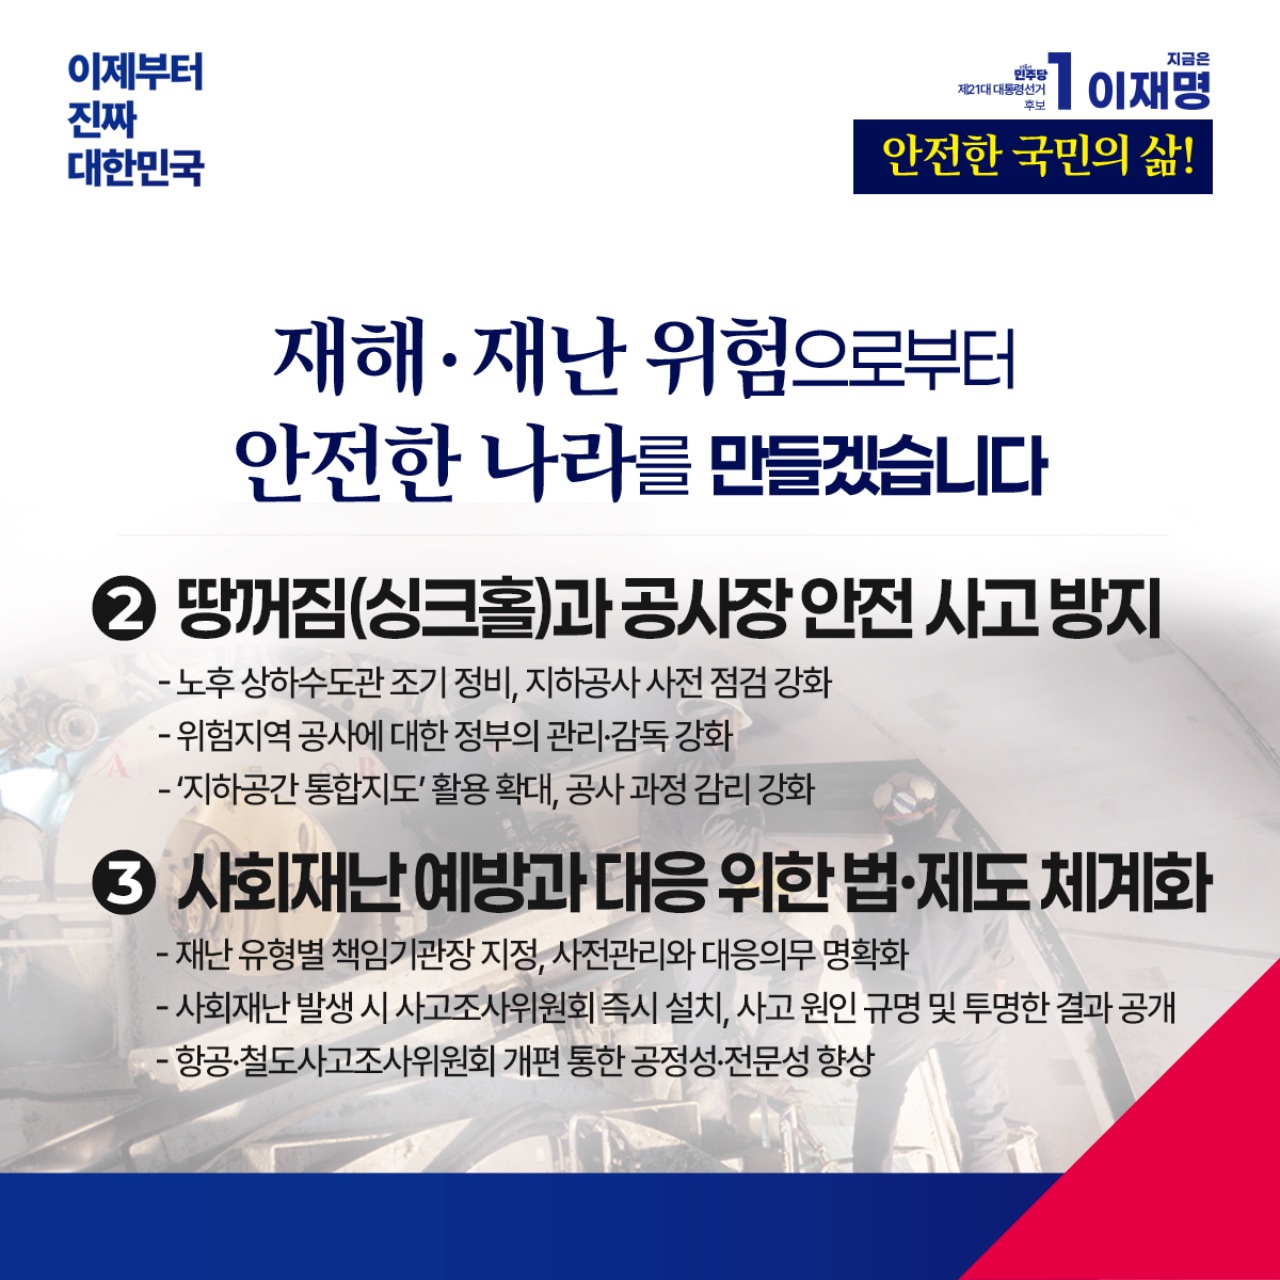 이제부터
진짜
대한민국
민주당
제21대 대통령선거
후보
1
지금은
이재명
안전한 국민의 삶!
재해·재난 위험으로부터
안전한 나라를 만들겠습니다
❷ 땅꺼짐(싱크홀)과 공사장 안전 사고 방지
- 노후 상하수도관 조기 정비, 지하공사 사전 점검 강화
- 위험지역 공사에 대한 정부의 관리·감독 강화
- ‘지하공간 통합지도’ 활용 확대, 공사 과정 감리 강화
❸ 사회재난 예방과 대응 위한 법·제도 체계화
- 재난 유형별 책임기관장 지정, 사전관리와 대응의무 명확화
- 사회재난 발생 시 사고조사위원회 즉시 설치, 사고 원인 규명 및 투명한 결과 공개
- 항공·철도사고조사위원회 개편 통한 공정성·전문성 향상